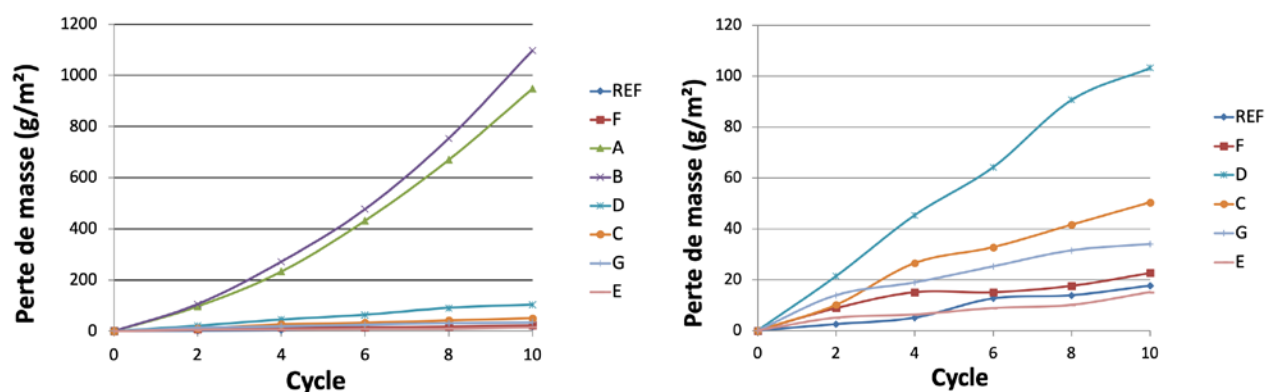 Perte de masse (g/m²)
1200
1000
800
600
400
200
0
0 2 4 6 8 10
Cycle
REF
F
A
B
D
C
G
E
Perte de masse (g/m²)
120
100
80
60
40
20
0
0 2 4 6 8 10
Cycle
REF
F
D
C
G
E